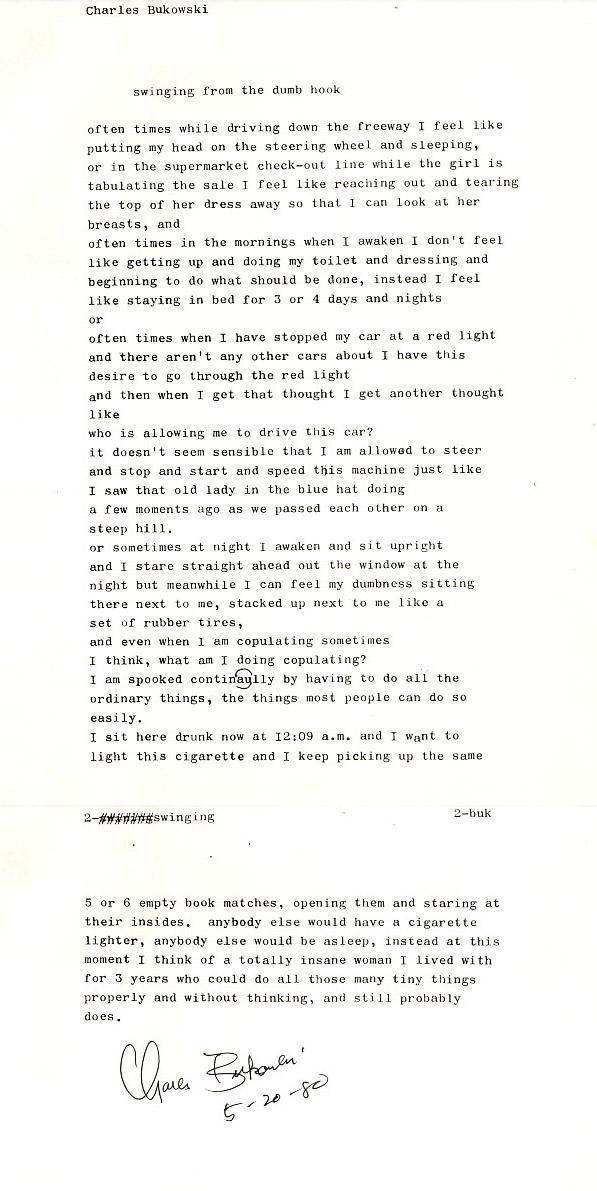 Charles Bukowski
swinging from the dumb hook
often times while driving down the freeway I feel like
putting my head on the steering wheel and sleeping,
or in the supermarket check-out line while the girl is
tabulating the sale I feel like reaching out and tearing
the top of her dress away so that I can look at her
breasts, and
often times in the mornings when I awaken I don't feel
like getting up and doing my toilet and dressing and
beginning to do what should be done, instead I feel
like staying in bed for 3 or 4 days and nights
or
often times when I have stopped my car at a red light
and there aren't any other cars about I have this
desire to go through the red light
and then when I get that thought I get another thought
like
who is allowing me to drive this car?
it doesn't seem sensible that I am allowed to steer
and stop and start and speed this machine just like
I saw that old lady in the blue hat doing
a few moments ago as we passed each other on a
steep hill.
or sometimes at night I awaken and sit upright
and I stare straight ahead out the window at the
night but meanwhile I can feel my dumbness sitting
there next to me, stacked up next to me like a
set of rubber tires,
and even when I am copulating sometimes
I think, what am I doing copulating?
I am spooked continaully by having to do all the
ordinary things, the things most people can do so
easily.
I sit here drunk now at 12:09 a.m. and I want to
light this cigarette and I keep picking up the same
2-#######swinging 2-buk
5 or 6 empty book matches, opening them and staring at
their insides. anybody else would have a cigarette
lighter, anybody else would be asleep, instead at this
moment I think of a totally insane woman I lived with
for 3 years who could do all those many tiny things
properly and without thinking, and still probably
does.
Charles Bukowski
5-20-80